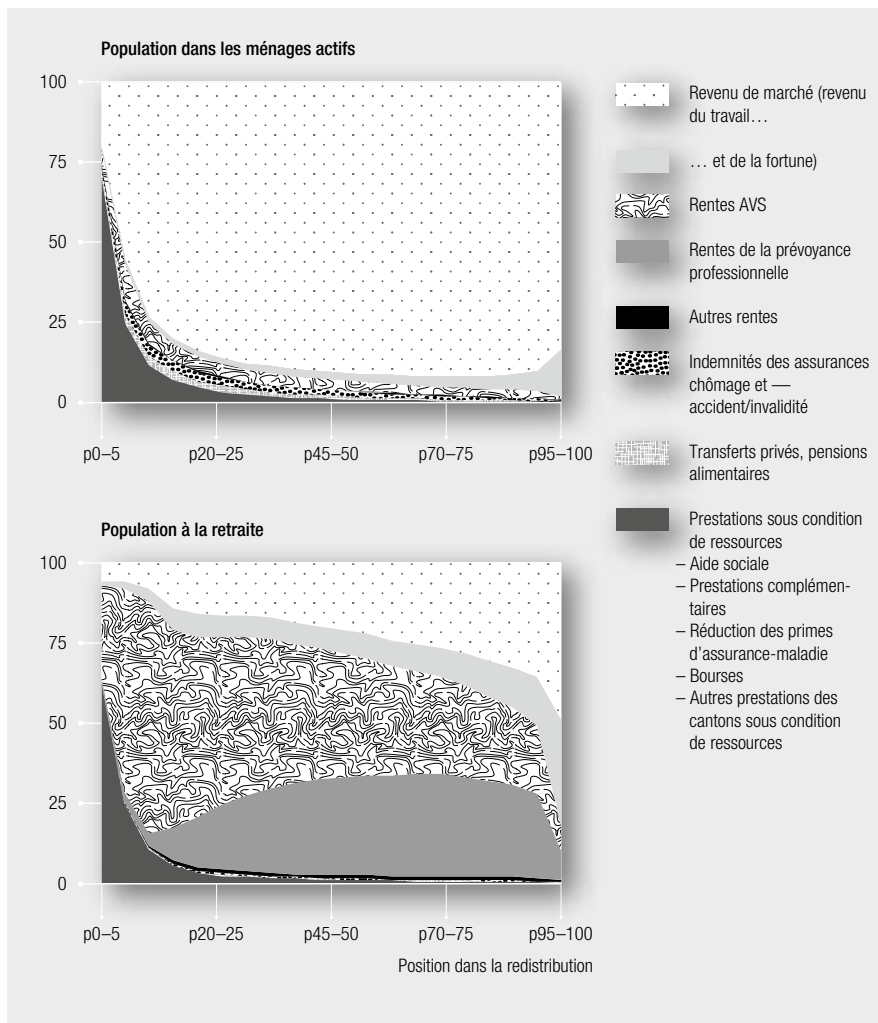 Population dans les ménages actifs
100
75
50
25
0
p0–5 p20–25 p45–50 p70–75 p95–100
Population à la retraite
100
75
50
25
0
p0–5 p20–25 p45–50 p70–75 p95–100
Position dans la redistribution
Revenu de marché (revenu
du travail…
… et de la fortune)
Rentes AVS
Rentes de la prévoyance
professionnelle
Autres rentes
Indemnités des assurances
chômage et —
accident/invalidité
Transferts privés, pensions
alimentaires
Prestations sous condition
de ressources
– Aide sociale
– Prestations complémen-
taires
– Réduction des primes
d’assurance-maladie
– Bourses
– Autres prestations des
cantons sous condition
de ressources